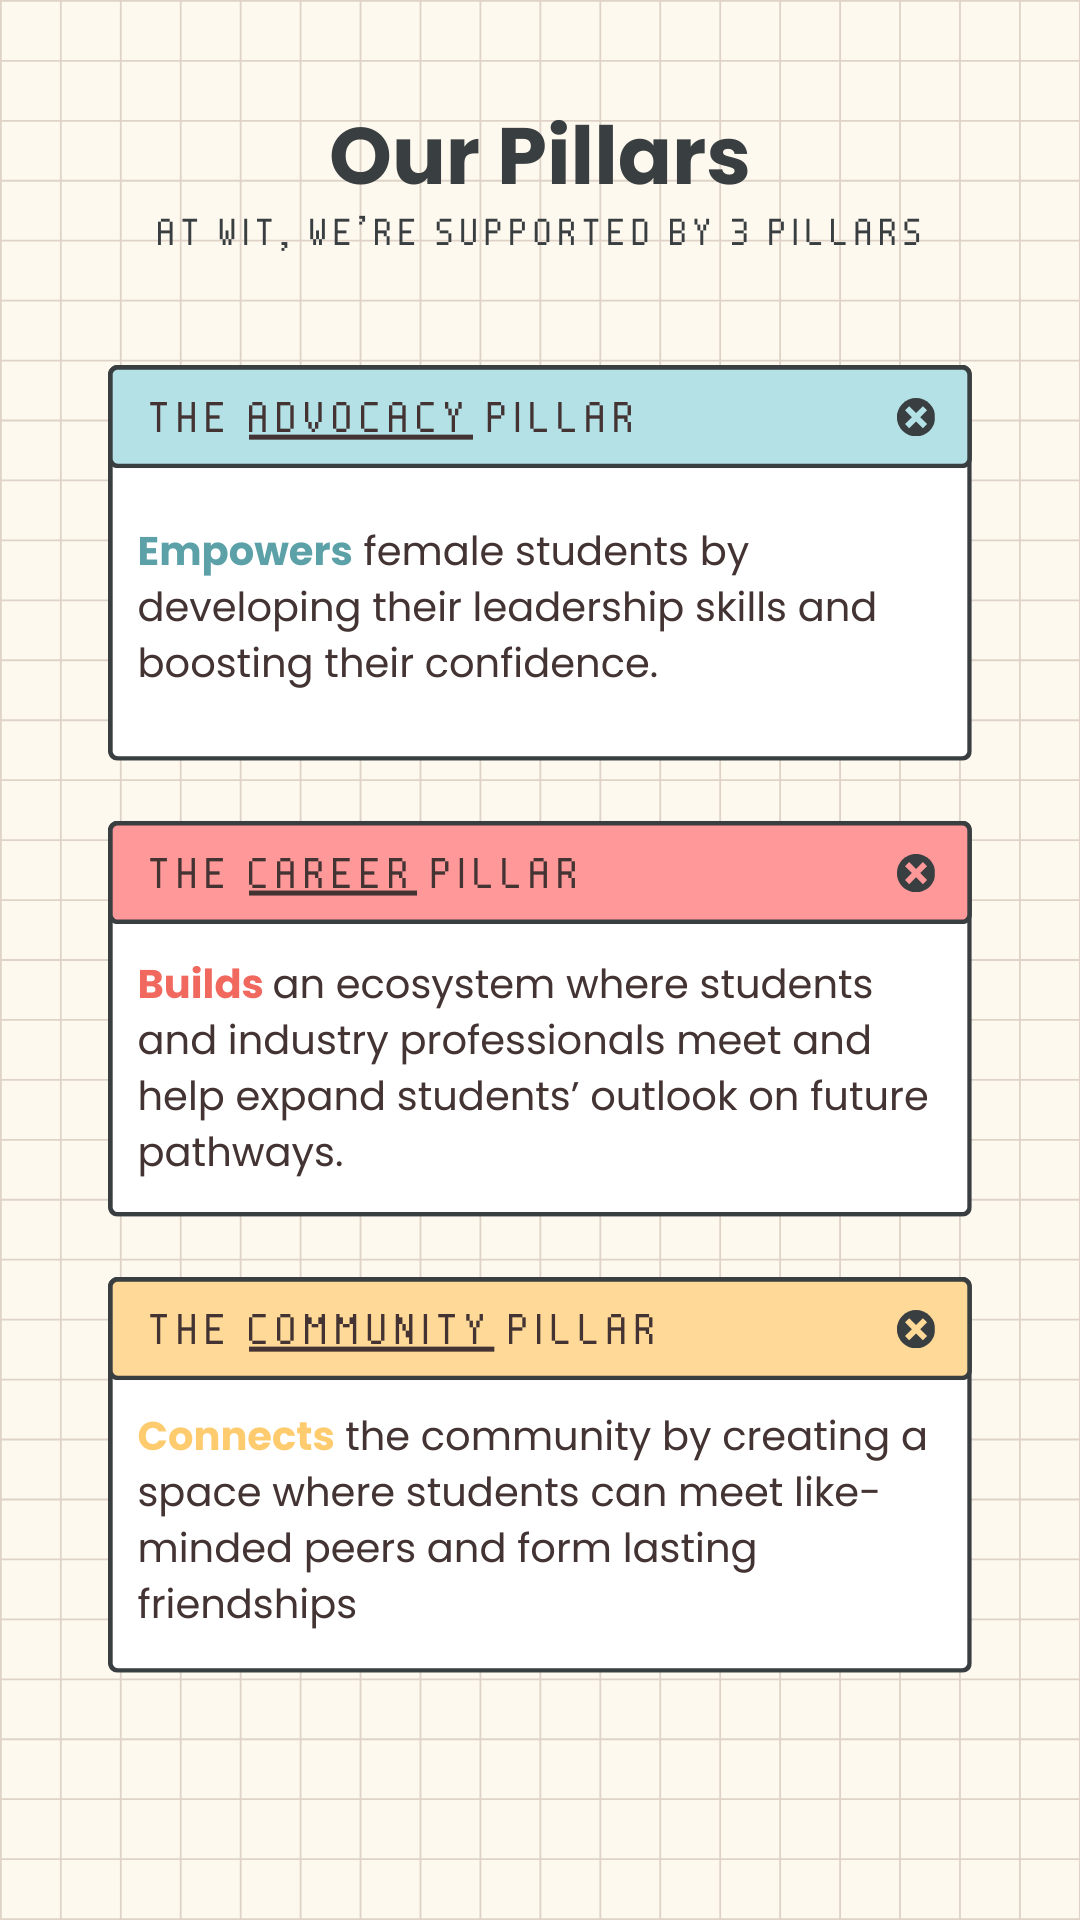 Our Pillars
AT WIT, WE’RE SUPPORTED BY 3 PILLARS
THE ADVOCACY PILLAR
Empowers female students by
developing their leadership skills and
boosting their confidence.
THE CAREER PILLAR
Builds an ecosystem where students
and industry professionals meet and
help expand students’ outlook on future
pathways.
THE COMMUNITY PILLAR
Connects the community by creating a
space where students can meet like-
minded peers and form lasting
friendships